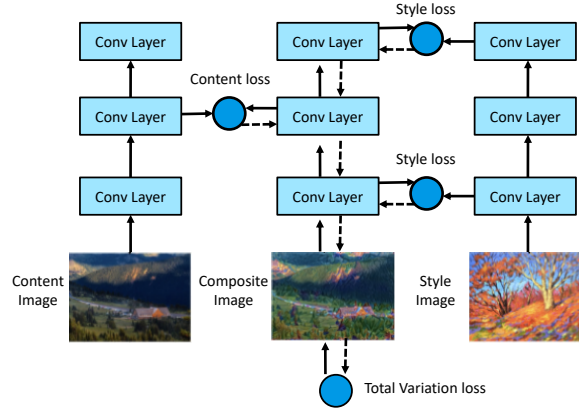 Style loss
Conv Layer
Conv Layer
Conv Layer
Content loss
Conv Layer
Conv Layer
Conv Layer
Style loss
Conv Layer
Conv Layer
Conv Layer
Content
Image
Composite
Image
Style
Image
Total Variation loss